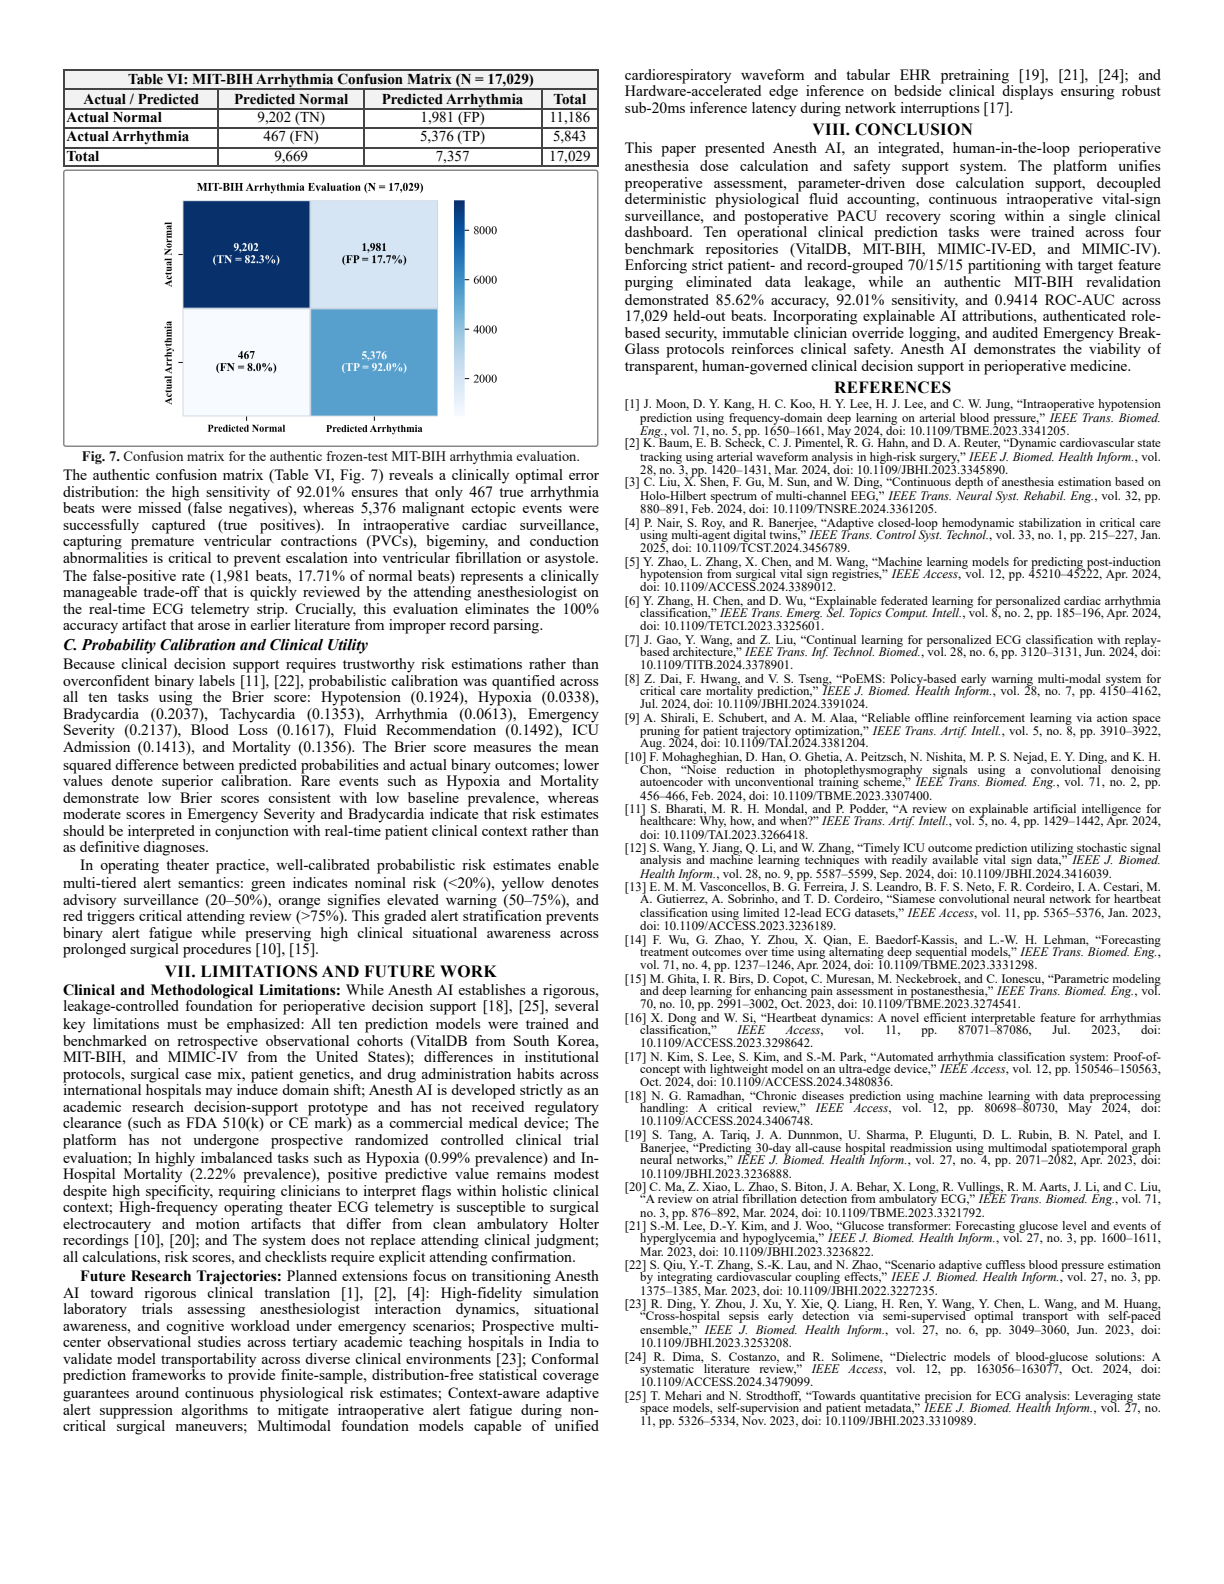 Table VI: MIT-BIH Arrhythmia Confusion Matrix (N = 17,029)
Actual / Predicted Predicted Normal Predicted Arrhythmia Total
Actual Normal 9,202 (TN) 1,981 (FP) 11,186
Actual Arrhythmia 467 (FN) 5,376 (TP) 5,843
Total 9,669 7,357 17,029
MIT-BIH Arrhythmia Evaluation (N = 17,029)
Actual Normal
9,202
(TN = 82.3%)
1,981
(FP = 17.7%)
Actual Arrhythmia
467
(FN = 8.0%)
5,376
(TP = 92.0%)
8000
6000
4000
2000
Predicted Normal Predicted Arrhythmia
Fig. 7. Confusion matrix for the authentic frozen-test MIT-BIH arrhythmia evaluation.
The authentic confusion matrix (Table VI, Fig. 7) reveals a clinically optimal error
distribution: the high sensitivity of 92.01% ensures that only 467 true arrhythmia
beats were missed (false negatives), whereas 5,376 malignant ectopic events were
successfully captured (true positives). In intraoperative cardiac surveillance,
capturing premature ventricular contractions (PVCs), bigeminy, and conduction
abnormalities is critical to prevent escalation into ventricular fibrillation or asystole.
The false-positive rate (1,981 beats, 17.71% of normal beats) represents a clinically
manageable trade-off that is quickly reviewed by the attending anesthesiologist on
the real-time ECG telemetry strip. Crucially, this evaluation eliminates the 100%
accuracy artifact that arose in earlier literature from improper record parsing.
C. Probability Calibration and Clinical Utility
Because clinical decision support requires trustworthy risk estimations rather than
overconfident binary labels [11], [22], probabilistic calibration was quantified across
all ten tasks using the Brier score: Hypotension (0.1924), Hypoxia (0.0338),
Bradycardia (0.2037), Tachycardia (0.1353), Arrhythmia (0.0613), Emergency
Severity (0.2137), Blood Loss (0.1617), Fluid Recommendation (0.1492), ICU
Admission (0.1413), and Mortality (0.1356). The Brier score measures the mean
squared difference between predicted probabilities and actual binary outcomes; lower
values denote superior calibration. Rare events such as Hypoxia and Mortality
demonstrate low Brier scores consistent with low baseline prevalence, whereas
moderate scores in Emergency Severity and Bradycardia indicate that risk estimates
should be interpreted in conjunction with real-time patient clinical context rather than
as definitive diagnoses.
In operating theater practice, well-calibrated probabilistic risk estimates enable
multi-tiered alert semantics: green indicates nominal risk (<20%), yellow denotes
advisory surveillance (20–50%), orange signifies elevated warning (50–75%), and
red triggers critical attending review (>75%). This graded alert stratification prevents
binary alert fatigue while preserving high clinical situational awareness across
prolonged surgical procedures [10], [15].
VII. LIMITATIONS AND FUTURE WORK
Clinical and Methodological Limitations: While Anesth AI establishes a rigorous,
leakage-controlled foundation for perioperative decision support [18], [25], several
key limitations must be emphasized: All ten prediction models were trained and
benchmarked on retrospective observational cohorts (VitalDB from South Korea,
MIT-BIH, and MIMIC-IV from the United States); differences in institutional
protocols, surgical case mix, patient genetics, and drug administration habits across
international hospitals may induce domain shift; Anesth AI is developed strictly as an
academic research decision-support prototype and has not received regulatory
clearance (such as FDA 510(k) or CE mark) as a commercial medical device; The
platform has not undergone prospective randomized controlled clinical trial
evaluation; In highly imbalanced tasks such as Hypoxia (0.99% prevalence) and In-
Hospital Mortality (2.22% prevalence), positive predictive value remains modest
despite high specificity, requiring clinicians to interpret flags within holistic clinical
context; High-frequency operating theater ECG telemetry is susceptible to surgical
electrocautery and motion artifacts that differ from clean ambulatory Holter
recordings [10], [20]; and The system does not replace attending clinical judgment;
all calculations, risk scores, and checklists require explicit attending confirmation.
Future Research Trajectories: Planned extensions focus on transitioning Anesth
AI toward rigorous clinical translation [1], [2], [4]: High-fidelity simulation
laboratory trials assessing anesthesiologist interaction dynamics, situational
awareness, and cognitive workload under emergency scenarios; Prospective multi-
center observational studies across tertiary academic teaching hospitals in India to
validate model transportability across diverse clinical environments [23]; Conformal
prediction frameworks to provide finite-sample, distribution-free statistical coverage
guarantees around continuous physiological risk estimates; Context-aware adaptive
alert suppression algorithms to mitigate intraoperative alert fatigue during non-
critical surgical maneuvers; Multimodal foundation models capable of unified
cardiorespiratory waveform and tabular EHR pretraining [19], [21], [24]; and
Hardware-accelerated edge inference on bedside clinical displays ensuring robust
sub-20ms inference latency during network interruptions [17].
VIII. CONCLUSION
This paper presented Anesth AI, an integrated, human-in-the-loop perioperative
anesthesia dose calculation and safety support system. The platform unifies
preoperative assessment, parameter-driven dose calculation support, decoupled
deterministic physiological fluid accounting, continuous intraoperative vital-sign
surveillance, and postoperative PACU recovery scoring within a single clinical
dashboard. Ten operational clinical prediction tasks were trained across four
benchmark repositories (VitalDB, MIT-BIH, MIMIC-IV-ED, and MIMIC-IV).
Enforcing strict patient- and record-grouped 70/15/15 partitioning with target feature
purging eliminated data leakage, while an authentic MIT-BIH revalidation
demonstrated 85.62% accuracy, 92.01% sensitivity, and 0.9414 ROC-AUC across
17,029 held-out beats. Incorporating explainable AI attributions, authenticated role-
based security, immutable clinician override logging, and audited Emergency Break-
Glass protocols reinforces clinical safety. Anesth AI demonstrates the viability of
transparent, human-governed clinical decision support in perioperative medicine.
REFERENCES
[1] J. Moon, D. Y. Kang, H. C. Koo, H. Y. Lee, H. J. Lee, and C. W. Jung, “Intraoperative hypotension
prediction using frequency-domain deep learning on arterial blood pressure,” IEEE Trans. Biomed.
Eng., vol. 71, no. 5, pp. 1650–1661, May 2024, doi: 10.1109/TBME.2023.3341205.
[2] K. Baum, E. B. Scheck, C. J. Pimentel, R. G. Hahn, and D. A. Reuter, “Dynamic cardiovascular state
tracking using arterial waveform analysis in high-risk surgery,” IEEE J. Biomed. Health Inform., vol.
28, no. 3, pp. 1420–1431, Mar. 2024, doi: 10.1109/JBHI.2023.3345890.
[3] C. Liu, X. Shen, F. Gu, M. Sun, and W. Ding, “Continuous depth of anesthesia estimation based on
Holo-Hilbert spectrum of multi-channel EEG,” IEEE Trans. Neural Syst. Rehabil. Eng., vol. 32, pp.
880–891, Feb. 2024, doi: 10.1109/TNSRE.2024.3361205.
[4] P. Nair, S. Roy, and R. Banerjee, “Adaptive closed-loop hemodynamic stabilization in critical care
using multi-agent digital twins,” IEEE Trans. Control Syst. Technol., vol. 33, no. 1, pp. 215–227, Jan.
2025, doi: 10.1109/TCST.2024.3456789.
[5] Y. Zhao, L. Zhang, X. Chen, and M. Wang, “Machine learning models for predicting post-induction
hypotension from surgical vital sign registries,” IEEE Access, vol. 12, pp. 45210–45222, Apr. 2024,
doi: 10.1109/ACCESS.2024.3389012.
[6] Y. Zhang, H. Chen, and D. Wu, “Explainable federated learning for personalized cardiac arrhythmia
classification,” IEEE Trans. Emerg. Sel. Topics Comput. Intell., vol. 8, no. 2, pp. 185–196, Apr. 2024,
doi: 10.1109/TETCI.2023.3325601.
[7] J. Gao, Y. Wang, and Z. Liu, “Continual learning for personalized ECG classification with replay-
based architecture,” IEEE Trans. Inf. Technol. Biomed., vol. 28, no. 6, pp. 3120–3131, Jun. 2024, doi:
10.1109/TITB.2024.3378901.
[8] Z. Dai, F. Hwang, and V. S. Tseng, “PoEMS: Policy-based early warning multi-modal system for
critical care mortality prediction,” IEEE J. Biomed. Health Inform., vol. 28, no. 7, pp. 4150–4162,
Jul. 2024, doi: 10.1109/JBHI.2024.3391024.
[9] A. Shirali, E. Schubert, and A. M. Alaa, “Reliable offline reinforcement learning via action space
pruning for patient trajectory optimization,” IEEE Trans. Artif. Intell., vol. 5, no. 8, pp. 3910–3922,
Aug. 2024, doi: 10.1109/TAI.2024.3381204.
[10] F. Mohagheghian, D. Han, O. Ghetia, A. Peitzsch, N. Nishita, M. P. S. Nejad, E. Y. Ding, and K. H.
Chon, “Noise reduction in photoplethysmography signals using a convolutional denoising
autoencoder with unconventional training scheme,” IEEE Trans. Biomed. Eng., vol. 71, no. 2, pp.
456–466, Feb. 2024, doi: 10.1109/TBME.2023.3307400.
[11] S. Bharati, M. R. H. Mondal, and P. Podder, “A review on explainable artificial intelligence for
healthcare: Why, how, and when?” IEEE Trans. Artif. Intell., vol. 5, no. 4, pp. 1429–1442, Apr. 2024,
doi: 10.1109/TAI.2023.3266418.
[12] S. Wang, Y. Jiang, Q. Li, and W. Zhang, “Timely ICU outcome prediction utilizing stochastic signal
analysis and machine learning techniques with readily available vital sign data,” IEEE J. Biomed.
Health Inform., vol. 28, no. 9, pp. 5587–5599, Sep. 2024, doi: 10.1109/JBHI.2024.3416039.
[13] E. M. M. Vasconcellos, B. G. Ferreira, J. S. Leandro, B. F. S. Neto, F. R. Cordeiro, I. A. Cestari, M.
A. Gutierrez, A. Sobrinho, and T. D. Cordeiro, “Siamese convolutional neural network for heartbeat
classification using limited 12-lead ECG datasets,” IEEE Access, vol. 11, pp. 5365–5376, Jan. 2023,
doi: 10.1109/ACCESS.2023.3236189.
[14] F. Wu, G. Zhao, Y. Zhou, X. Qian, E. Baedorf-Kassis, and L.-W. H. Lehman, “Forecasting
treatment outcomes over time using alternating deep sequential models,” IEEE Trans. Biomed. Eng.,
vol. 71, no. 4, pp. 1237–1246, Apr. 2024, doi: 10.1109/TBME.2023.3331298.
[15] M. Ghita, I. R. Birs, D. Copot, C. Muresan, M. Neckebroek, and C. Ionescu, “Parametric modeling
and deep learning for enhancing pain assessment in postanesthesia,” IEEE Trans. Biomed. Eng., vol.
70, no. 10, pp. 2991–3002, Oct. 2023, doi: 10.1109/TBME.2023.3274541.
[16] X. Dong and W. Si, “Heartbeat dynamics: A novel efficient interpretable feature for arrhythmias
classification,” IEEE Access, vol. 11, pp. 87071–87086, Jul. 2023, doi:
10.1109/ACCESS.2023.3298642.
[17] N. Kim, S. Lee, S. Kim, and S.-M. Park, “Automated arrhythmia classification system: Proof-of-
concept with lightweight model on an ultra-edge device,” IEEE Access, vol. 12, pp. 150546–150563,
Oct. 2024, doi: 10.1109/ACCESS.2024.3480836.
[18] N. G. Ramadhan, “Chronic diseases prediction using machine learning with data preprocessing
handling: A critical review,” IEEE Access, vol. 12, pp. 80698–80730, May 2024, doi:
10.1109/ACCESS.2024.3406748.
[19] S. Tang, A. Tariq, J. A. Dunnmon, U. Sharma, P. Elugunti, D. L. Rubin, B. N. Patel, and I.
Banerjee, “Predicting 30-day all-cause hospital readmission using multimodal spatiotemporal graph
neural networks,” IEEE J. Biomed. Health Inform., vol. 27, no. 4, pp. 2071–2082, Apr. 2023, doi:
10.1109/JBHI.2023.3236888.
[20] C. Ma, Z. Xiao, L. Zhao, S. Biton, J. A. Behar, X. Long, R. Vullings, R. M. Aarts, J. Li, and C. Liu,
“A review on atrial fibrillation detection from ambulatory ECG,” IEEE Trans. Biomed. Eng., vol. 71,
no. 3, pp. 876–892, Mar. 2024, doi: 10.1109/TBME.2023.3321792.
[21] S.-M. Lee, D.-Y. Kim, and J. Woo, “Glucose transformer: Forecasting glucose level and events of
hyperglycemia and hypoglycemia,” IEEE J. Biomed. Health Inform., vol. 27, no. 3, pp. 1600–1611,
Mar. 2023, doi: 10.1109/JBHI.2023.3236822.
[22] S. Qiu, Y.-T. Zhang, S.-K. Lau, and N. Zhao, “Scenario adaptive cuffless blood pressure estimation
by integrating cardiovascular coupling effects,” IEEE J. Biomed. Health Inform., vol. 27, no. 3, pp.
1375–1385, Mar. 2023, doi: 10.1109/JBHI.2022.3227235.
[23] R. Ding, Y. Zhou, J. Xu, Y. Xie, Q. Liang, H. Ren, Y. Wang, Y. Chen, L. Wang, and M. Huang,
“Cross-hospital sepsis early detection via semi-supervised optimal transport with self-paced
ensemble,” IEEE J. Biomed. Health Inform., vol. 27, no. 6, pp. 3049–3060, Jun. 2023, doi:
10.1109/JBHI.2023.3253208.
[24] R. Dima, S. Costanzo, and R. Solimene, “Dielectric models of blood-glucose solutions: A
systematic literature review,” IEEE Access, vol. 12, pp. 163056–163077, Oct. 2024, doi:
10.1109/ACCESS.2024.3479099.
[25] T. Mehari and N. Strodthoff, “Towards quantitative precision for ECG analysis: Leveraging state
space models, self-supervision and patient metadata,” IEEE J. Biomed. Health Inform., vol. 27, no.
11, pp. 5326–5334, Nov. 2023, doi: 10.1109/JBHI.2023.3310989.